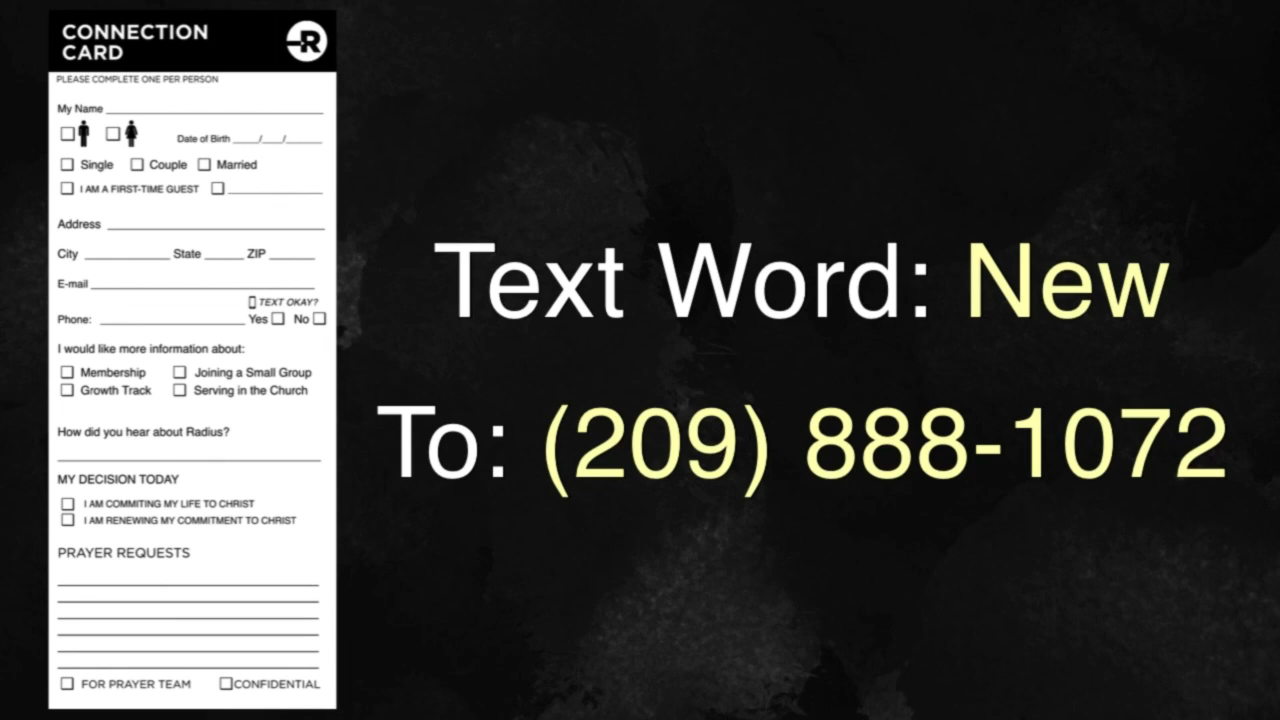 CONNECTION
CARD
R
PLEASE COMPLETE ONE PER PERSON
My Name
Date of Birth ____/___/______
Single Couple Married
I AM A FIRST-TIME GUEST
Address
City State ZIP
E-mail
TEXT OKAY?
Phone: Yes No
I would like more information about:
Membership Joining a Small Group
Growth Track Serving in the Church
How did you hear about Radius?
MY DECISION TODAY
I AM COMMITING MY LIFE TO CHRIST
I AM RENEWING MY COMMITMENT TO CHRIST
PRAYER REQUESTS
FOR PRAYER TEAM CONFIDENTIAL
Text Word: New
To: (209) 888-1072